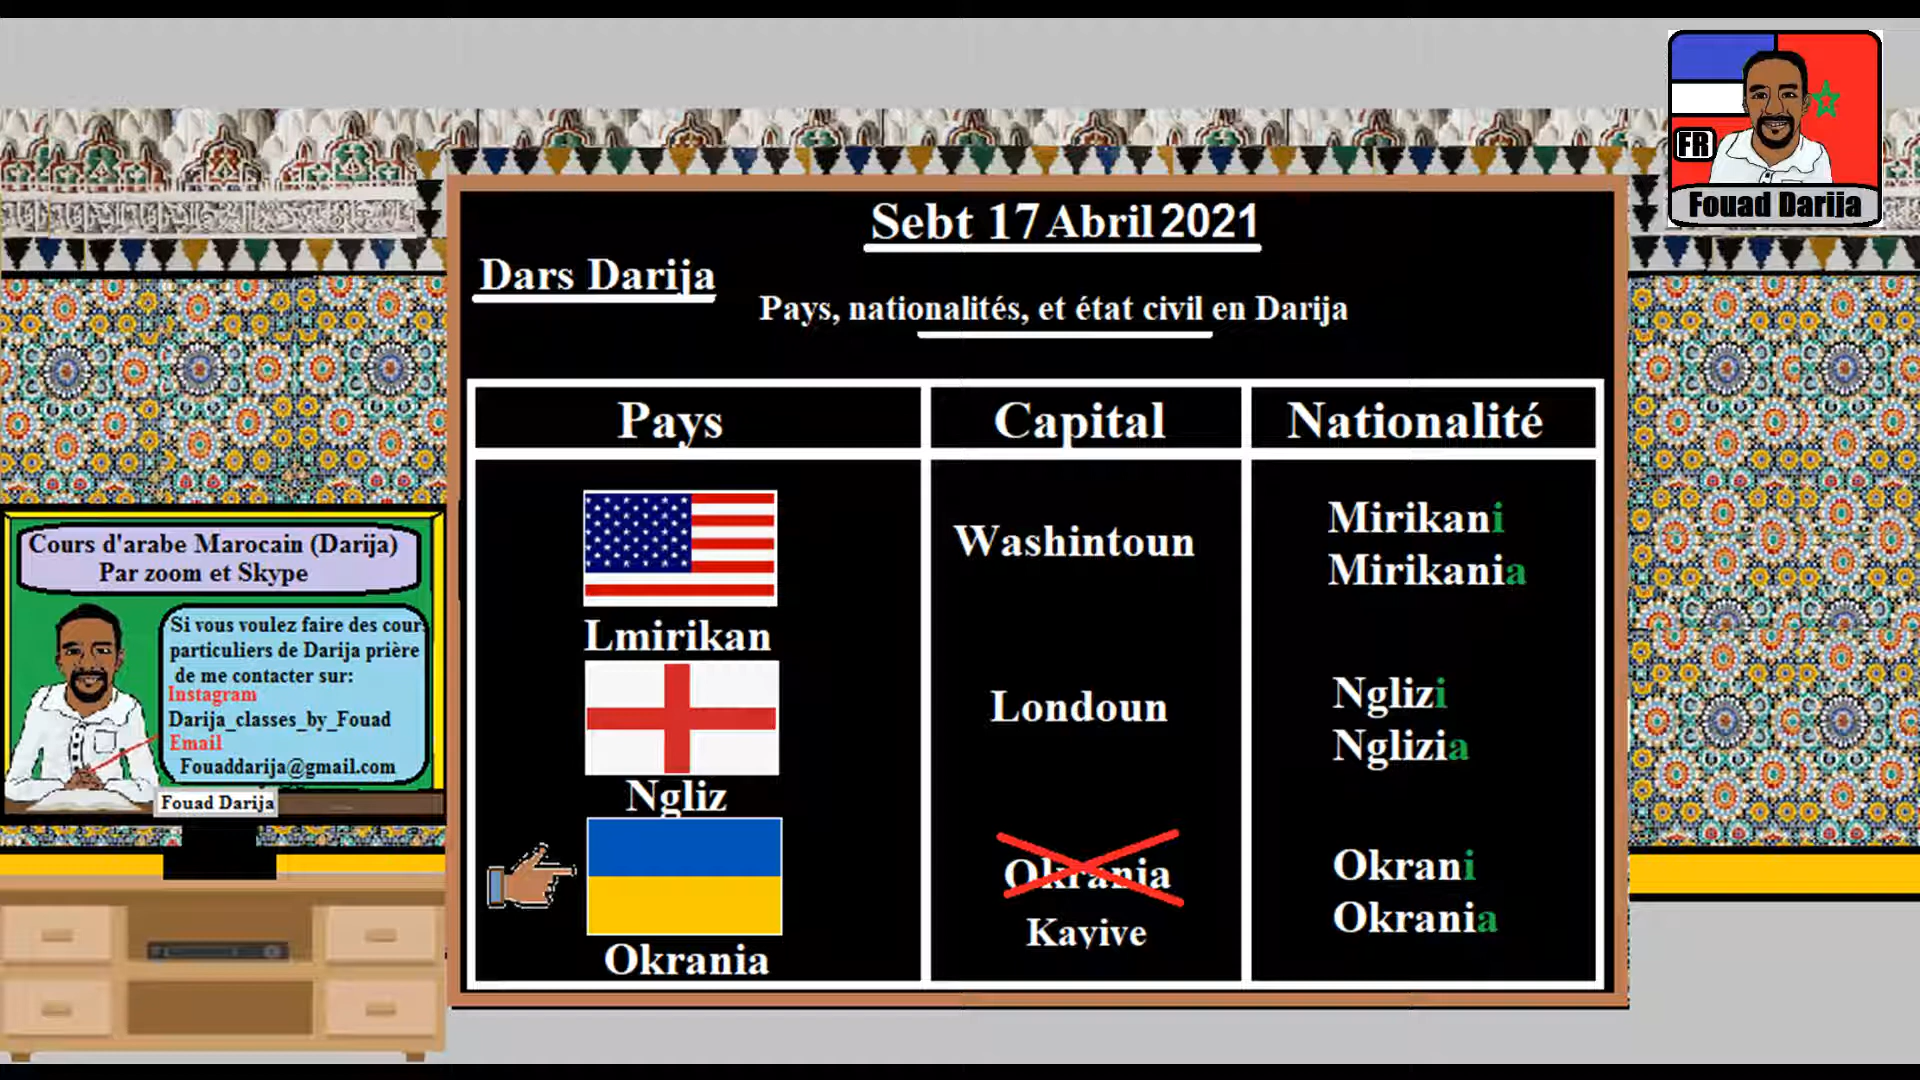 FR
Fouad Darija
Sebt 17 Abril 2021
Dars Darija
Pays, nationalités, et état civil en Darija
Pays
Capital
Nationalité
Lmirikan
Washintoun
Mirikani
Mirikania
Ngliz
Londoun
Nglizi
Nglizia
Okrania
Okrania
Kayive
Okrani
Okrania
Cours d'arabe Marocain (Darija)
Par zoom et Skype
Si vous voulez faire des cours
particuliers de Darija prière
de me contacter sur:
Instagram
Darija_classes_by_Fouad
Email
Fouaddarija@gmail.com
Fouad Darija